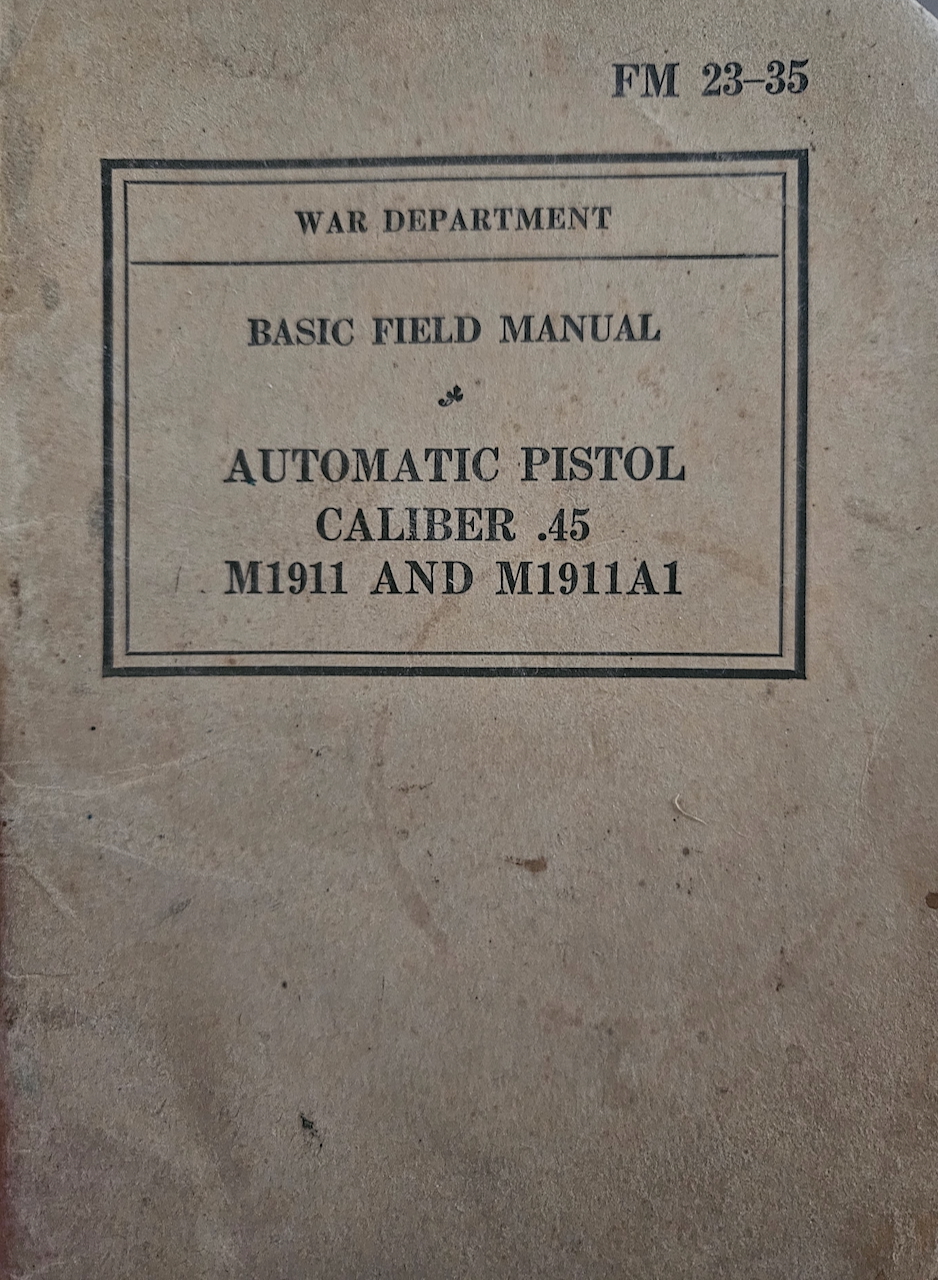 FM 23–35
WAR DEPARTMENT
BASIC FIELD MANUAL
AUTOMATIC PISTOL
CALIBER .45
M1911 AND M1911A1